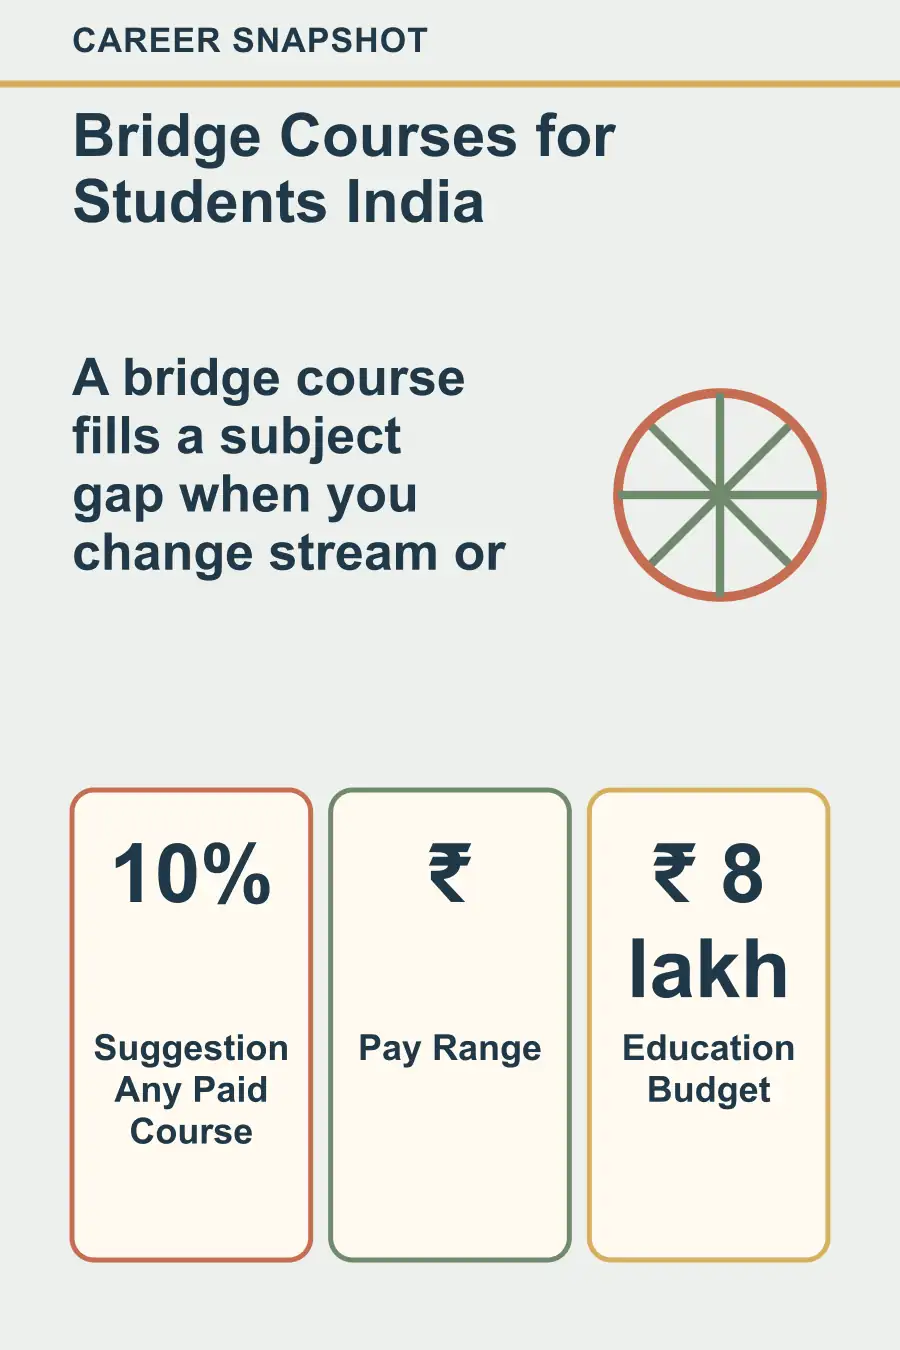 CAREER SNAPSHOT
Bridge Courses for
Students India
A bridge course
fills a subject
gap when you
change stream or
10%
Suggestion
Any Paid
Course
₹
Pay Range
₹ 8
lakh
Education
Budget